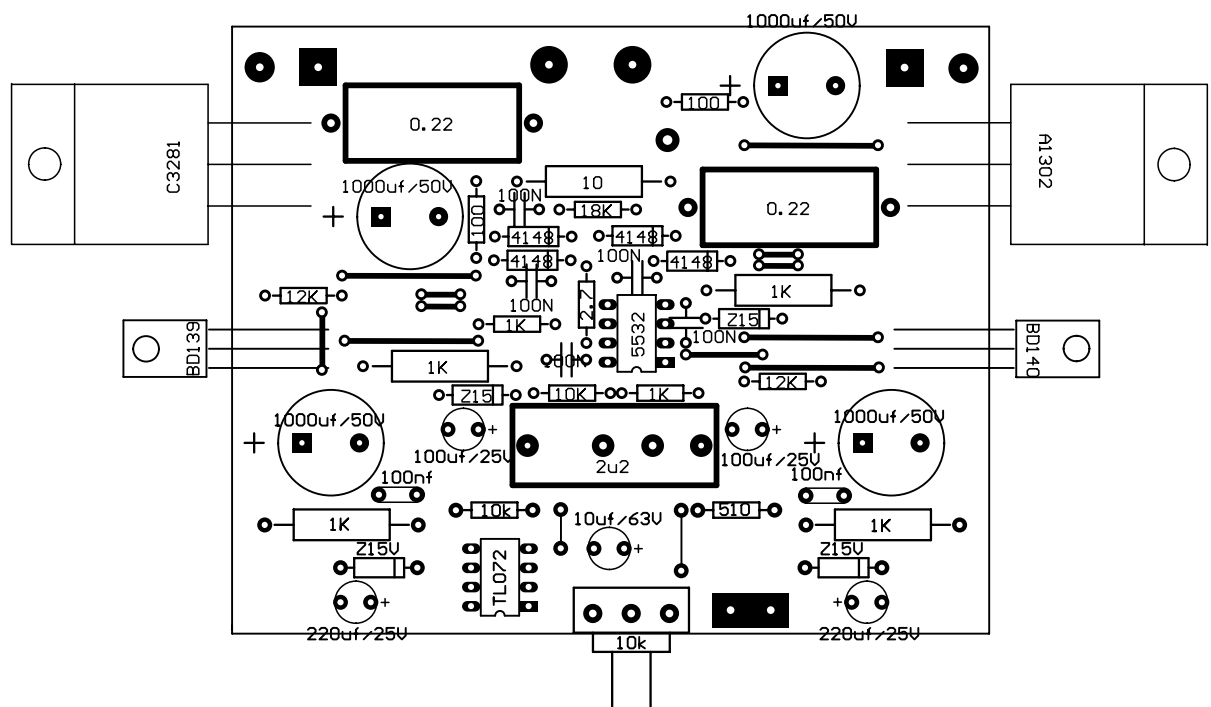 1000uf/50V
100
0.22
C3281
A1302
1000uf/50V
10
100N
18K
100
0.22
4148
4148
4148
4148
100N
12K
100N
2.7
1K
1K
Z15
5532
100N
BD139
BD140
100N
1K
12K
Z15
10K
1K
1000uf/50V
1000uf/50V
100uf/25V
100uf/25V
2u2
100nf
100nf
10k
510
10uf/63V
1K
1K
Z15V
Z15V
TL072
220uf/25V
220uf/25V
10k